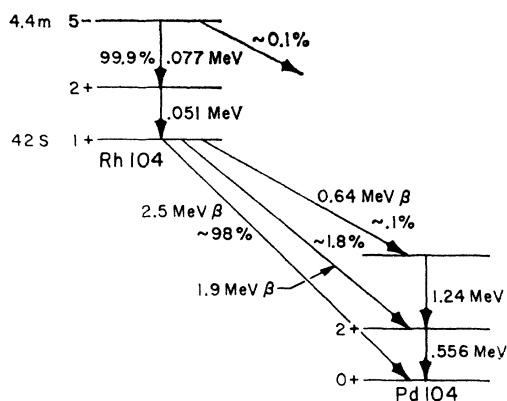 4.4m 5- ~0.1%
99.9% .077 MeV
2+
.051 MeV
42 S 1+
Rh 104
0.64 MeV β
2.5 MeV β ~.1%
~98% ~1.8%
1.9 MeV β
1.24 MeV
2+
.556 MeV
0+
Pd 104